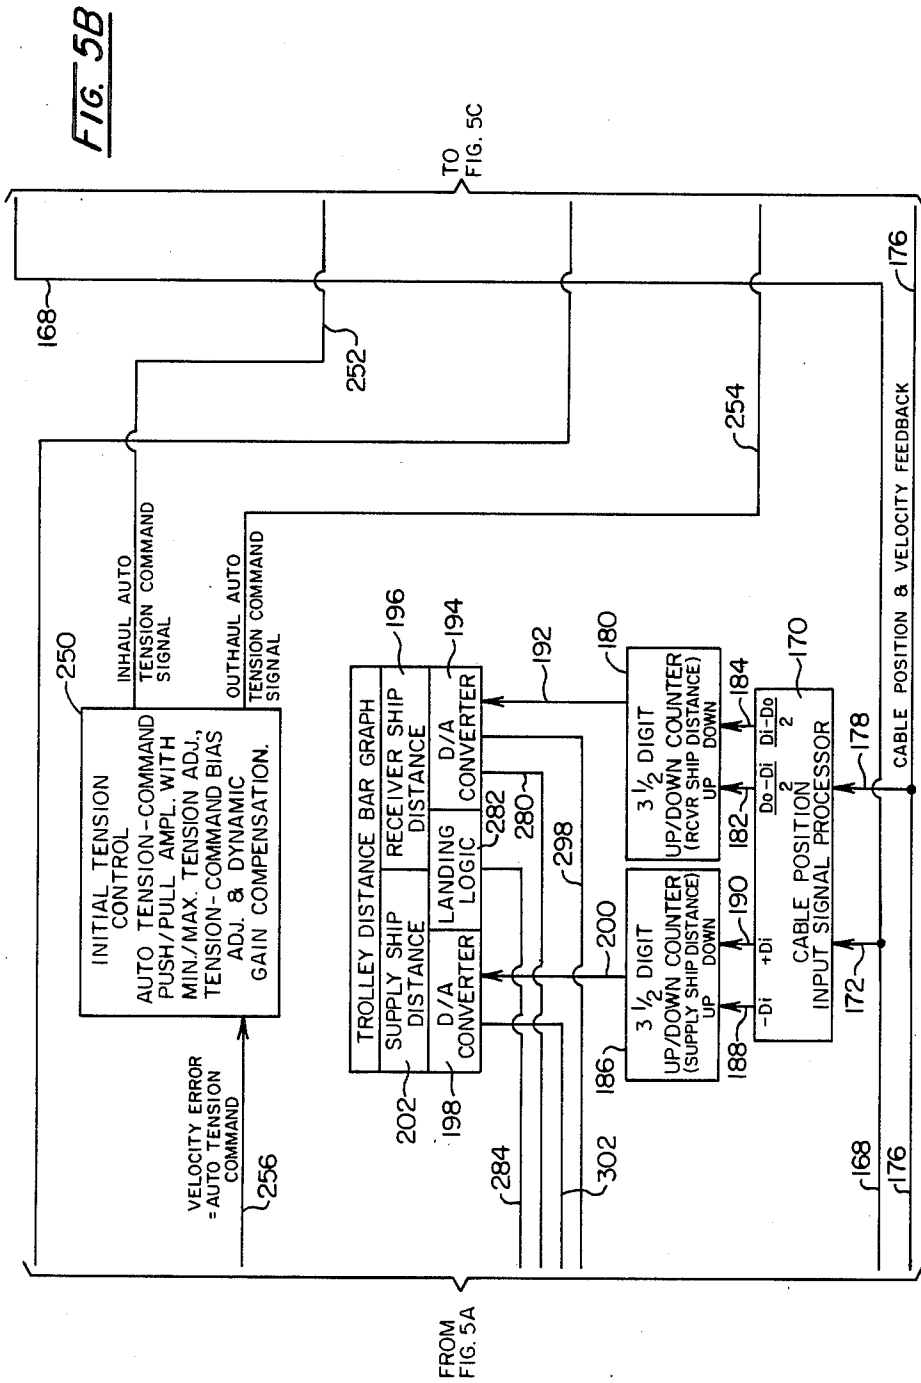 FIG. 5B
168
252
254
176
TO
FIG. 5C
250
INITIAL TENSION
CONTROL
AUTO TENSION-COMMAND
PUSH/PULL AMPL. WITH
MIN./MAX. TENSION ADJ.,
TENSION-COMMAND BIAS
ADJ. & DYNAMIC
GAIN COMPENSATION.
INHAUL AUTO
TENSION COMMAND
SIGNAL
OUTHAUL AUTO
TENSION COMMAND
SIGNAL
VELOCITY ERROR
=AUTO TENSION
COMMAND
256
TROLLEY DISTANCE BAR GRAPH
SUPPLY SHIP
DISTANCE
RECEIVER SHIP
DISTANCE
D/A
CONVERTER
LANDING
LOGIC
D/A
CONVERTER
202
198
196
194
282
280
298
284
302
200
192
186
3 1/2 DIGIT
UP/DOWN COUNTER
(SUPPLY SHIP DISTANCE)
UP DOWN
180
3 1/2 DIGIT
UP/DOWN COUNTER
(RCVR SHIP DISTANCE)
UP DOWN
188
190
182
184
-Di +Di Do-Di/2 Di-Do/2
CABLE POSITION
INPUT SIGNAL PROCESSOR
170
172
178
CABLE POSITION & VELOCITY FEEDBACK
168
176
FROM
FIG. 5A